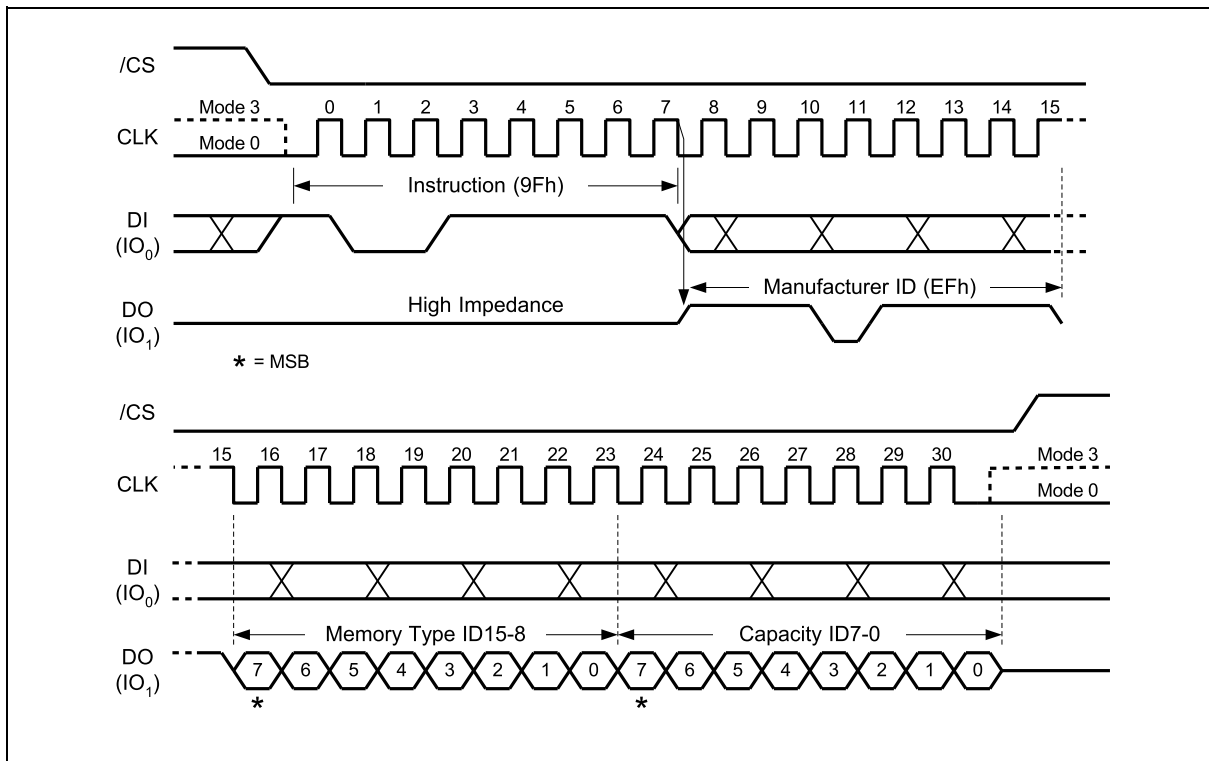 /CS
Mode 3 0 1 2 3 4 5 6 7 8 9 10 11 12 13 14 15
CLK
Mode 0
Instruction (9Fh)
DI
(IO0)
Manufacturer ID (EFh)
DO
(IO1)
High Impedance
* = MSB
/CS
15 16 17 18 19 20 21 22 23 24 25 26 27 28 29 30 Mode 3
CLK
Mode 0
DI
(IO0)
Memory Type ID15-8 Capacity ID7-0
DO
(IO1)
7 6 5 4 3 2 1 0 7 6 5 4 3 2 1 0
* *